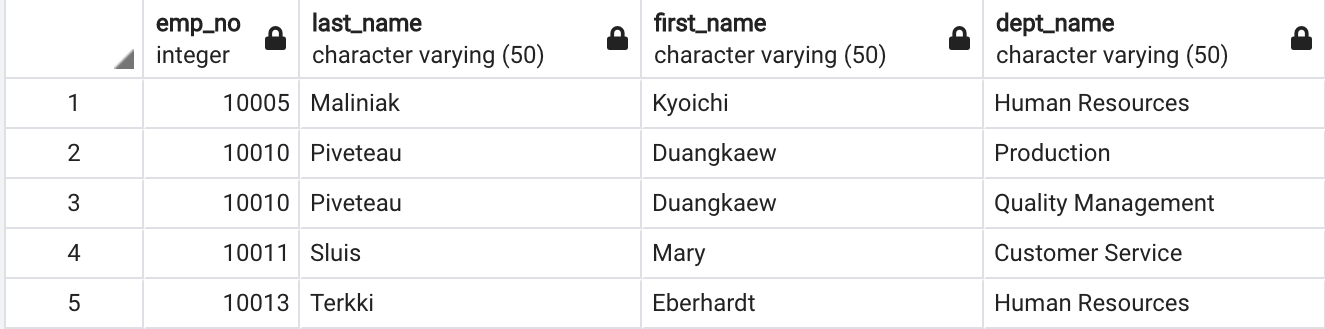 emp_no last_name first_name dept_name
integer character varying (50) character varying (50) character varying (50)
1 10005 Maliniak Kyoichi Human Resources
2 10010 Piveteau Duangkaew Production
3 10010 Piveteau Duangkaew Quality Management
4 10011 Sluis Mary Customer Service
5 10013 Terkki Eberhardt Human Resources